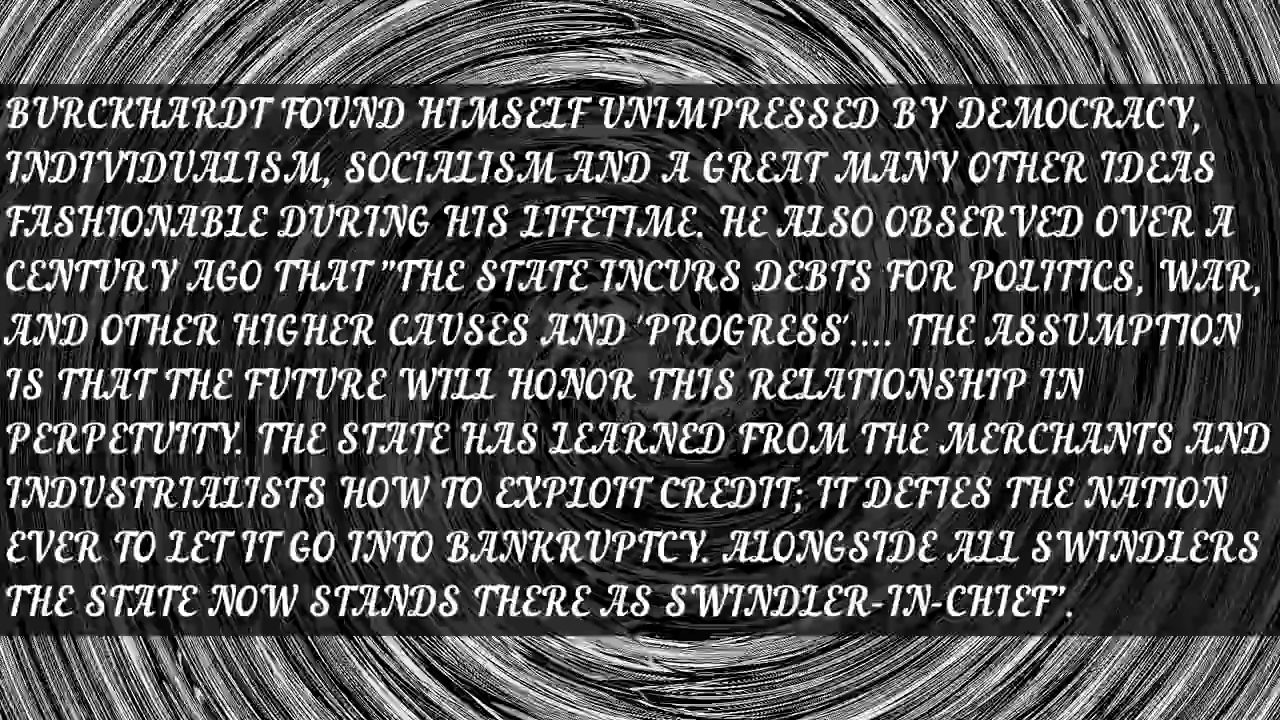 BURCKHARDT FOUND HIMSELF UNIMPRESSED BY DEMOCRACY,
INDIVIDUALISM, SOCIALISM AND A GREAT MANY OTHER IDEAS
FASHIONABLE DURING HIS LIFETIME. HE ALSO OBSERVED OVER A
CENTURY AGO THAT "THE STATE INCURS DEBTS FOR POLITICS, WAR,
AND OTHER HIGHER CAUSES AND 'PROGRESS'.... THE ASSUMPTION
IS THAT THE FUTURE WILL HONOR THIS RELATIONSHIP IN
PERPETUITY. THE STATE HAS LEARNED FROM THE MERCHANTS AND
INDUSTRIALISTS HOW TO EXPLOIT CREDIT; IT DEFIES THE NATION
EVER TO LET IT GO INTO BANKRUPTCY. ALONGSIDE ALL SWINDLERS
THE STATE NOW STANDS THERE AS SWINDLER-IN-CHIEF".